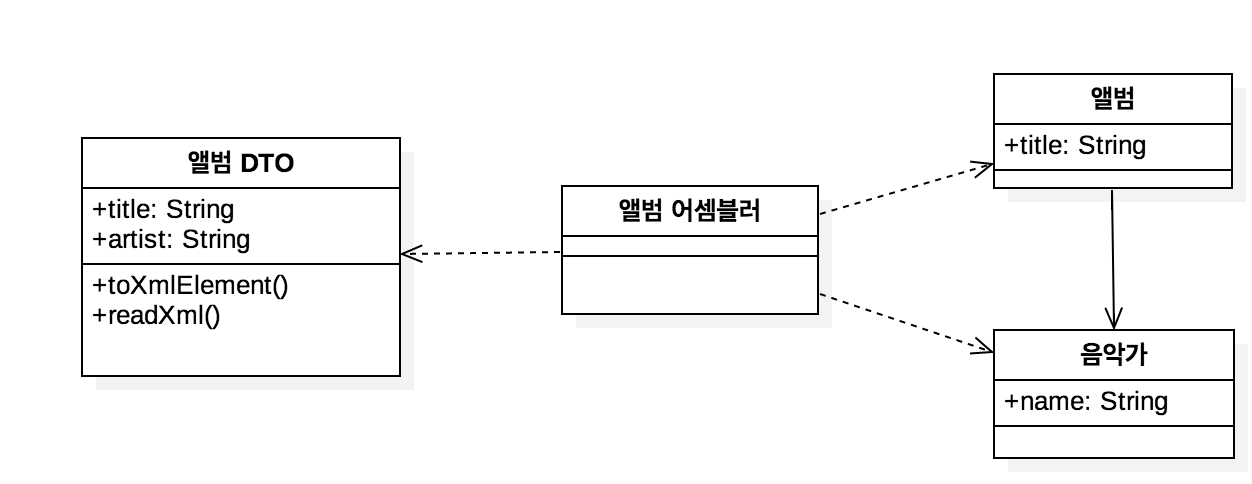 앨범 DTO
+title: String
+artist: String
+toXmlElement()
+readXml()
앨범 어셈블러
앨범
+title: String
음악가
+name: String